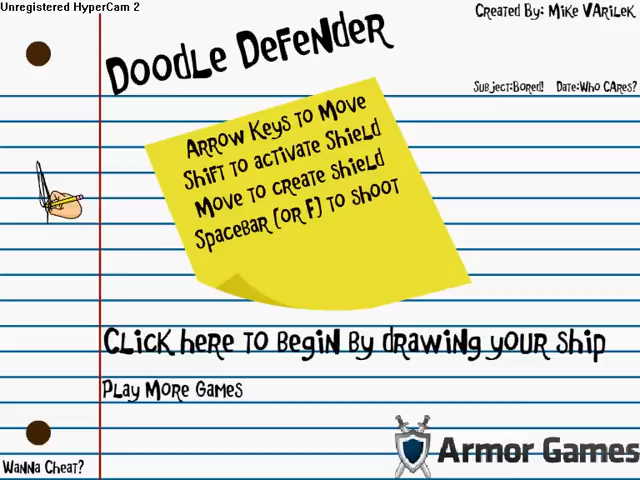 Unregistered HyperCam 2
Created By: Mike Varilek
Doodle Defender
Subject:Bored! Date:Who Cares?
Arrow Keys to Move
Shift to activate Shield
Move to create Shield
Spacebar (or F) to shoot
Click here to begin by drawing your ship
Play More Games
Wanna Cheat?
Armor Games